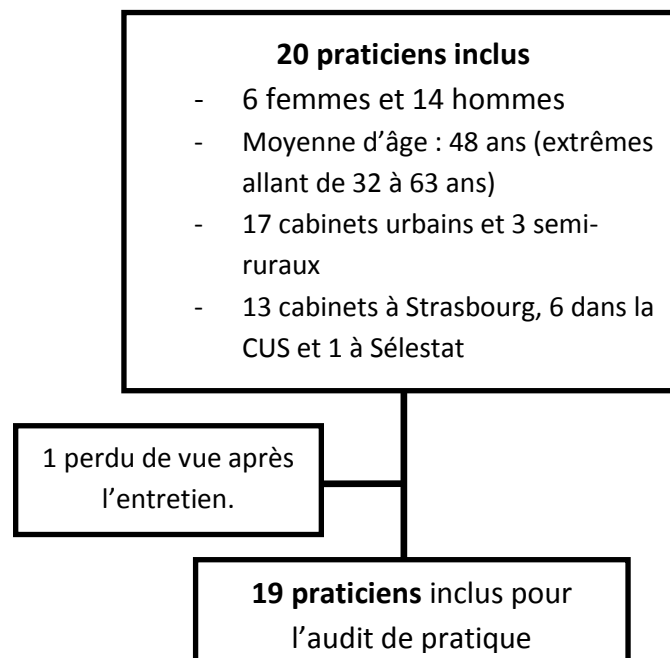 20 praticiens inclus
- 6 femmes et 14 hommes
- Moyenne d’âge : 48 ans (extrêmes
allant de 32 à 63 ans)
- 17 cabinets urbains et 3 semi-
ruraux
- 13 cabinets à Strasbourg, 6 dans la
CUS et 1 à Sélestat
1 perdu de vue après
l’entretien.
19 praticiens inclus pour
l’audit de pratique